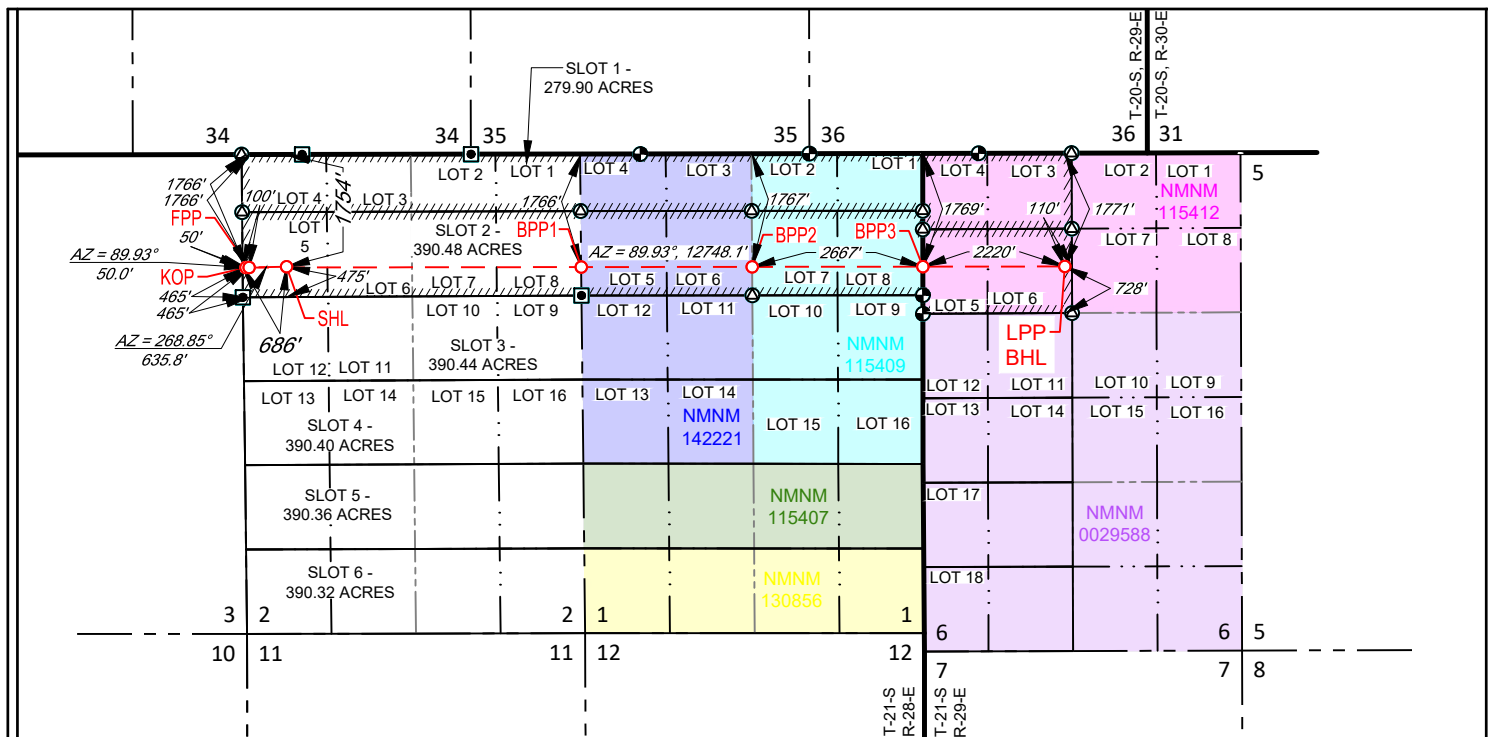 T-20-S, R-29-E
T-20-S, R-30-E
SLOT 1 -
279.90 ACRES
34
34
35
35
36
36
31
5
LOT 4
LOT 3
LOT 2
LOT 1
LOT 4
LOT 3
LOT 2
LOT 1
LOT 4
LOT 3
LOT 2
LOT 1
NMNM
115412
1766'
1766'
100'
1754'
1766'
1767'
1769'
110'
1771'
FPP
50'
LOT
5
SLOT 2 -
390.48 ACRES
BPP1
AZ = 89.93°, 12748.1'
BPP2
2667'
BPP3
2220'
LOT 7
LOT 8
AZ = 89.93°
50.0'
KOP
465'
465'
475'
LOT 6
LOT 7
LOT 8
LOT 5
LOT 6
LOT 7
LOT 8
LOT 5
LOT 6
728'
SHL
LPP
BHL
AZ = 268.85°
635.8'
686'
LOT 10
LOT 9
LOT 12
LOT 11
LOT 10
LOT 9
SLOT 3 -
390.44 ACRES
NMNM
115409
LOT 12
LOT 11
LOT 12
LOT 11
LOT 10
LOT 9
LOT 13
LOT 14
LOT 15
LOT 16
LOT 13
LOT 14
LOT 15
LOT 16
LOT 13
LOT 14
LOT 15
LOT 16
NMNM
142221
SLOT 4 -
390.40 ACRES
SLOT 5 -
390.36 ACRES
NMNM
115407
LOT 17
NMNM
0029588
SLOT 6 -
390.32 ACRES
NMNM
130856
LOT 18
3
2
2
1
1
6
6
5
10
11
11
12
12
7
7
8
T-21-S
R-28-E
T-21-S
R-29-E